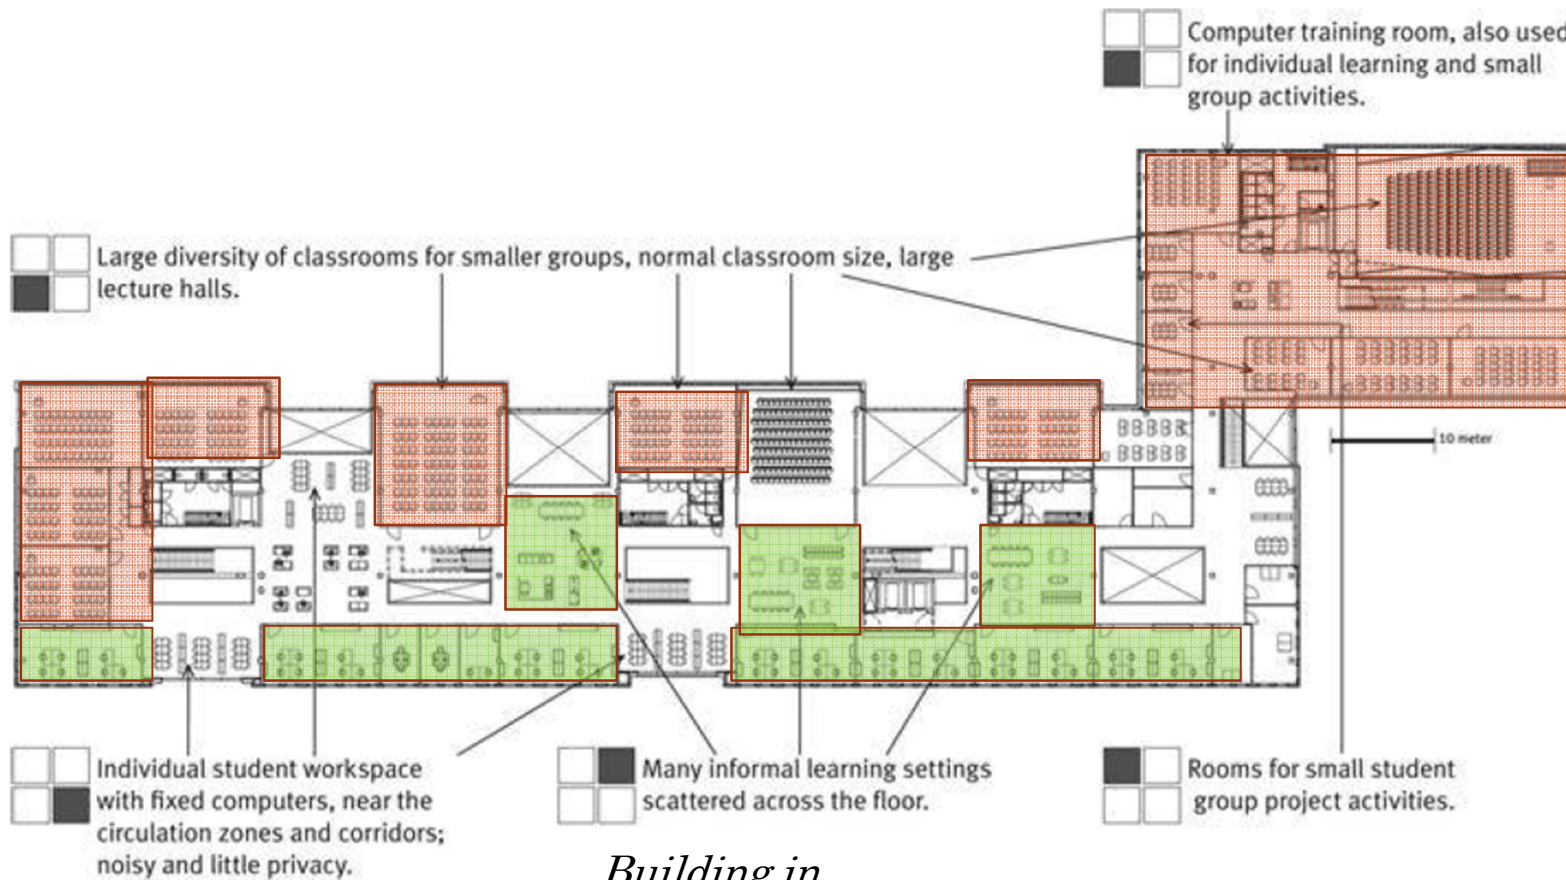 Computer training room, also used
for individual learning and small
group activities.
Large diversity of classrooms for smaller groups, normal classroom size, large
lecture halls.
10 meter
Individual student workspace
with fixed computers, near the
circulation zones and corridors;
noisy and little privacy.
Many informal learning settings
scattered across the floor.
Rooms for small student
group project activities.
Building in